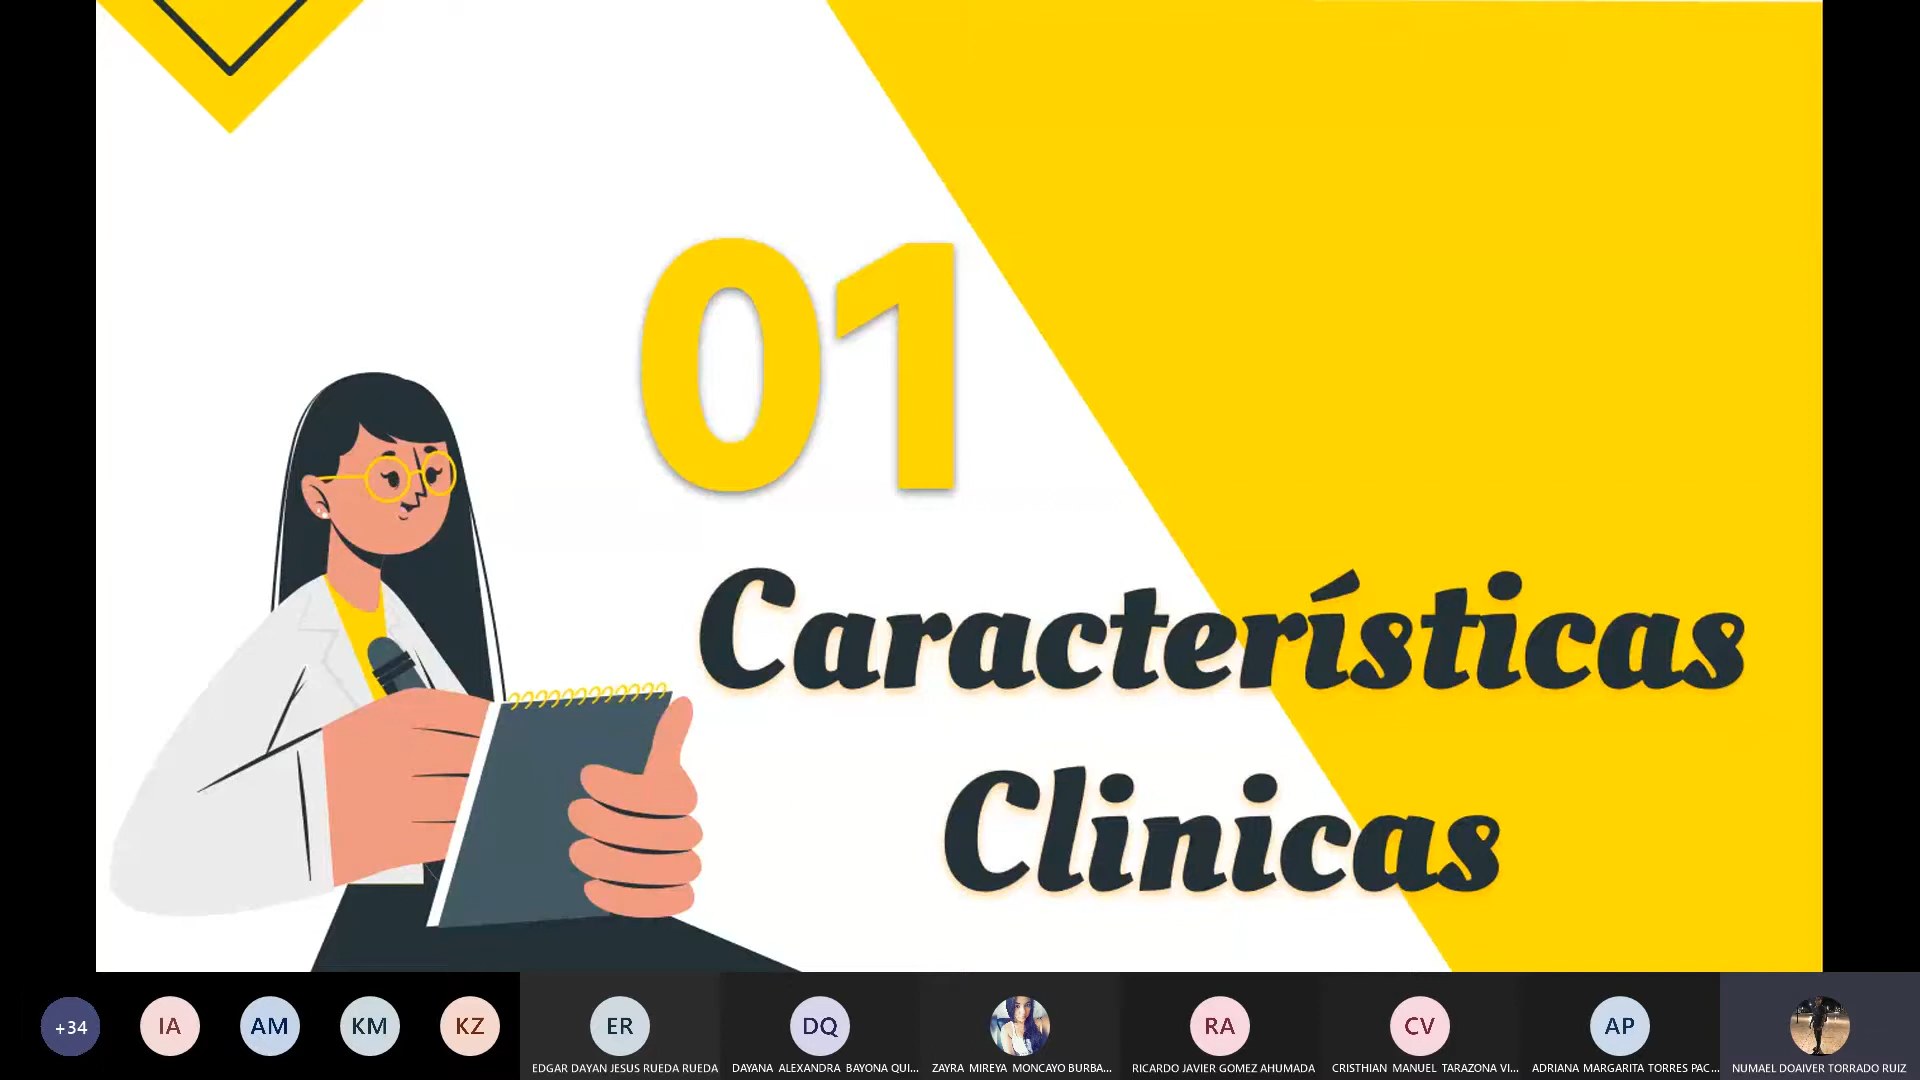 01
Características
Clinicas
+34
IA
AM
KM
KZ
ER
DQ
RA
CV
AP
EDGAR DAYAN JESUS RUEDA RUEDA
DAYANA ALEXANDRA BAYONA QUI...
ZAYRA MIREYA MONCAYO BURBA...
RICARDO JAVIER GOMEZ AHUMADA
CRISTHIAN MANUEL TARAZONA VI...
ADRIANA MARGARITA TORRES PAC...
NUMAEL DOAIVER TORRADO RUIZ